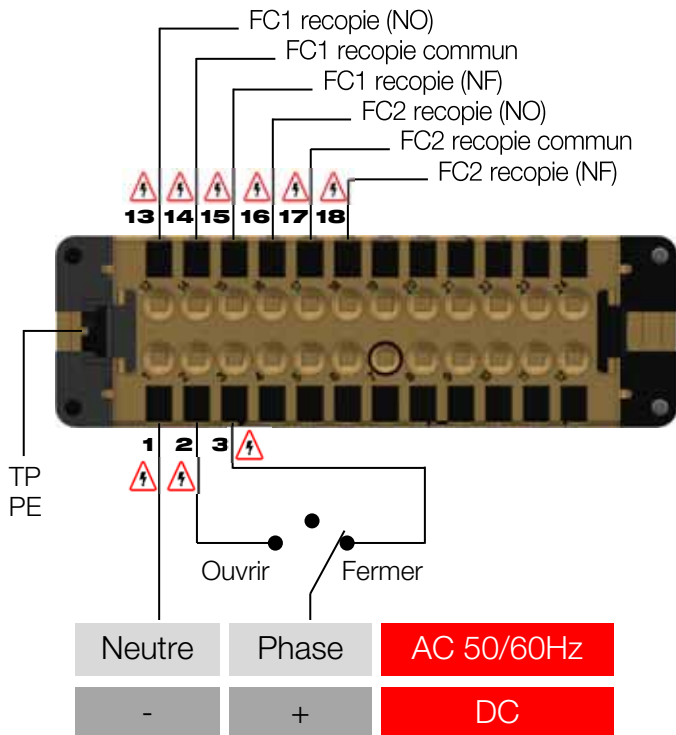 FC1 recopie (NO)
FC1 recopie commun
FC1 recopie (NF)
FC2 recopie (NO)
FC2 recopie commun
FC2 recopie (NF)
13 14 15 16 17 18
1 2 3
TP
PE
Ouvrir Fermer
Neutre Phase AC 50/60Hz
- + DC